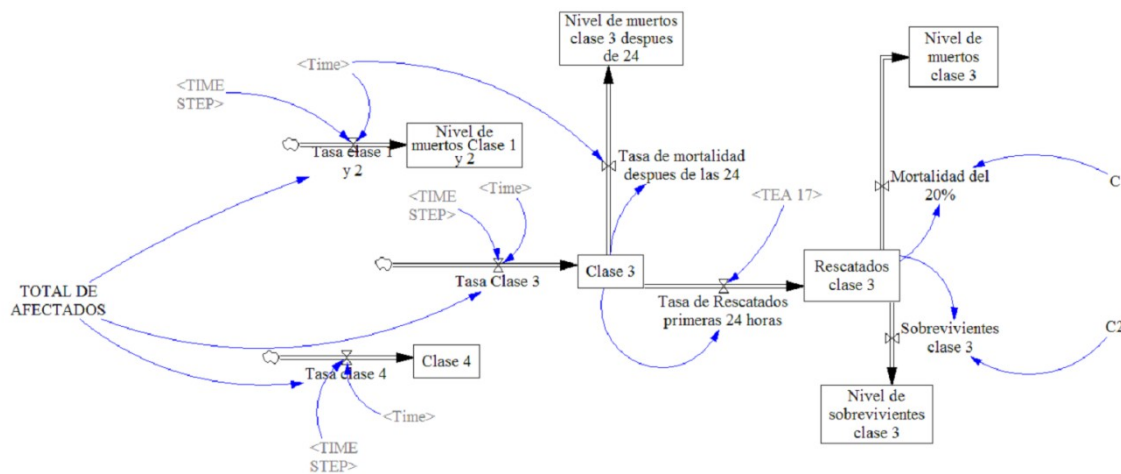 Nivel de muertos
clase 3 despues
de 24
Nivel de
muertos
clase 3
<Time>
<TIME
STEP>
Nivel de
muertos Clase 1
y 2
Tasa clase 1
y 2
Tasa de mortalidad
despues de las 24
Mortalidad del
20%
C
<Time>
<TIME
STEP>
<TEA 17>
Clase 3
Rescatados
clase 3
Tasa Clase 3
TOTAL DE
AFECTADOS
Tasa de Rescatados
primeras 24 horas
Sobrevivientes
clase 3
C2
Clase 4
Tasa clase 4
<Time>
Nivel de
sobrevivientes
clase 3
<TIME
STEP>